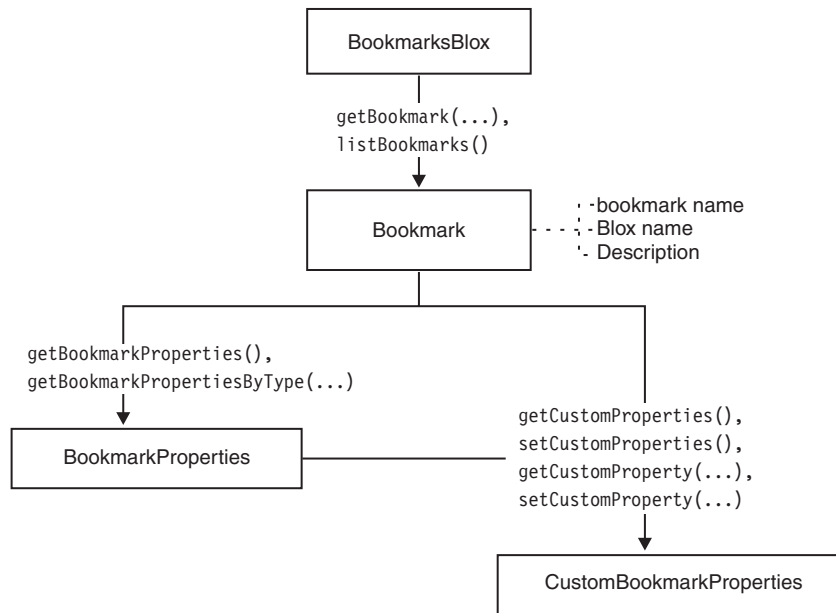 BookmarksBlox
getBookmark(...),
listBookmarks()
Bookmark
bookmark name
Blox name
Description
getBookmarkProperties(),
getBookmarkPropertiesByType(...)
BookmarkProperties
getCustomProperties(),
setCustomProperties(),
getCustomProperty(...),
setCustomProperty(...)
CustomBookmarkProperties